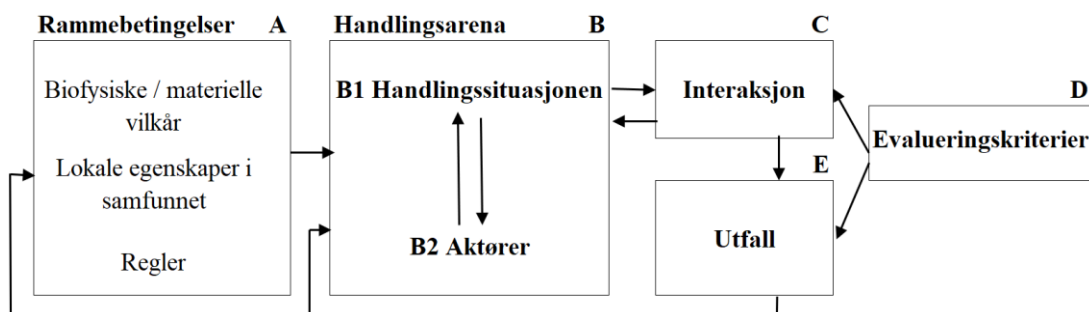 Rammebetingelser A
Biofysiske / materielle
vilkår
Lokale egenskaper i
samfunnet
Regler
Handlingsarena B
B1 Handlingssituasjonen
B2 Aktører
C
Interaksjon
D
Evalueringskriterier
E
Utfall